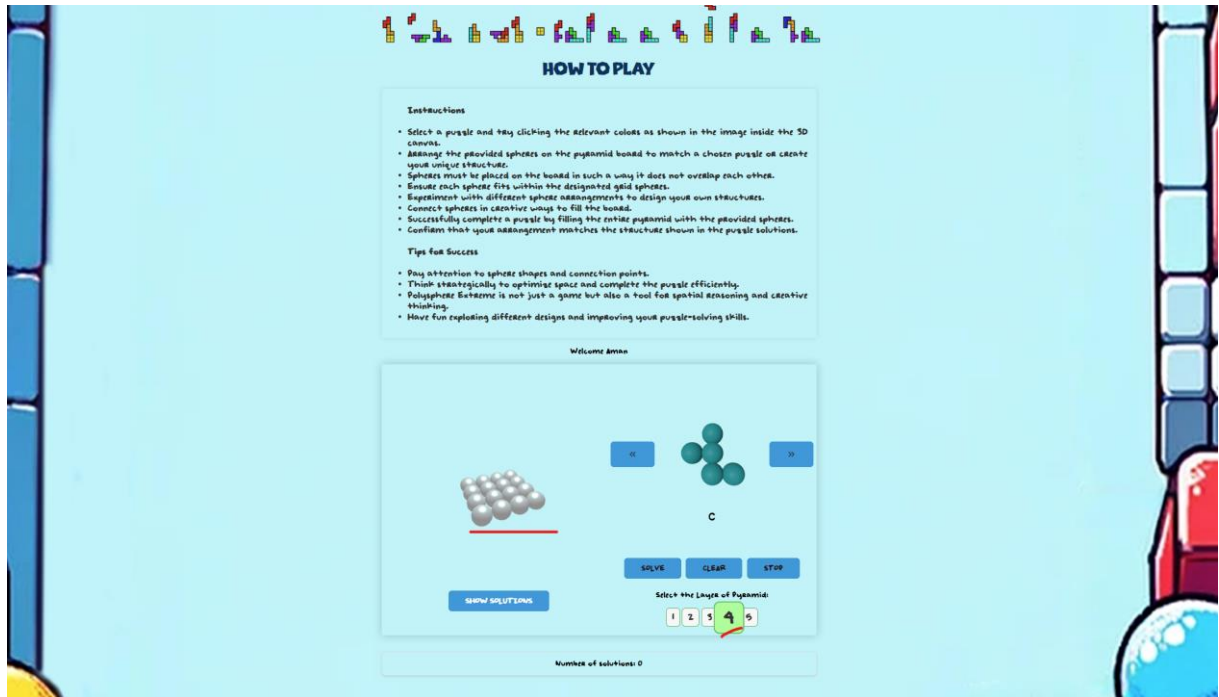 HOW TO PLAY
Instructions
• Select a puzzle and try clicking the relevant colors as shown in the image inside the 3D
canvas.
• Arrange the provided spheres on the pyramid board to match a chosen puzzle or create
your unique structure.
• Spheres must be placed on the board in such a way it does not overlap each other.
• Ensure each sphere fits within the designated grid spheres.
• Experiment with different sphere arrangements to design your own structures.
• Connect spheres in creative ways to fill the board.
• Successfully complete a puzzle by filling the entire pyramid with the provided spheres.
• Confirm that your arrangement matches the structure shown in the puzzle solutions.
Tips for Success
• Pay attention to sphere shapes and connection points.
• Think strategically to optimize space and complete the puzzle efficiently.
• Polysphere Extreme is not just a game but also a tool for spatial reasoning and creative
thinking.
• Have fun exploring different designs and improving your puzzle-solving skills.
Welcome Aman
« »
C
SOLVE CLEAR STOP
SHOW SOLUTIONS
Select the Layer of Pyramid:
1 2 3 4 5
Number of solutions: 0